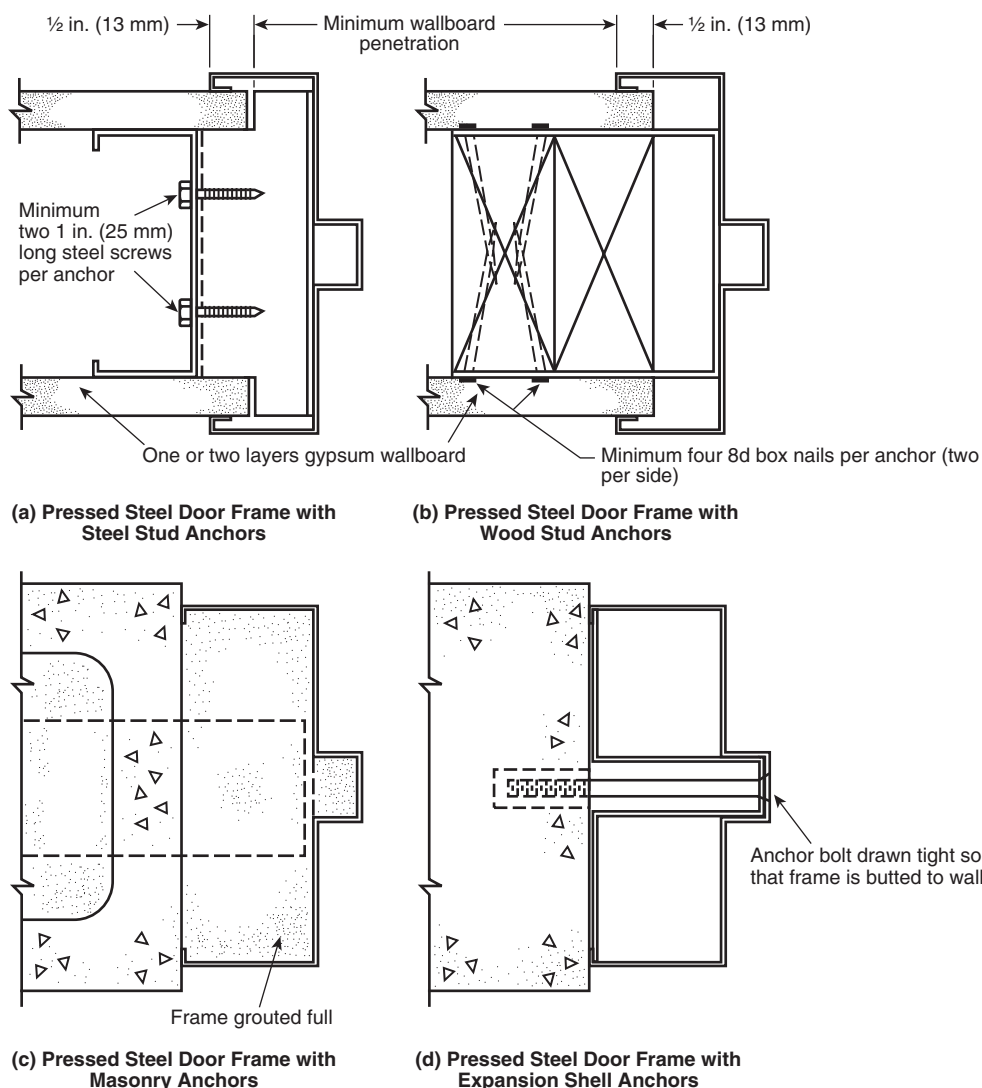 ½ in. (13 mm)
Minimum wallboard
penetration
½ in. (13 mm)
Minimum
two 1 in. (25 mm)
long steel screws
per anchor
One or two layers gypsum wallboard
Minimum four 8d box nails per anchor (two
per side)
(a) Pressed Steel Door Frame with
Steel Stud Anchors
(b) Pressed Steel Door Frame with
Wood Stud Anchors
Anchor bolt drawn tight so
that frame is butted to wall
Frame grouted full
(c) Pressed Steel Door Frame with
Masonry Anchors
(d) Pressed Steel Door Frame with
Expansion Shell Anchors